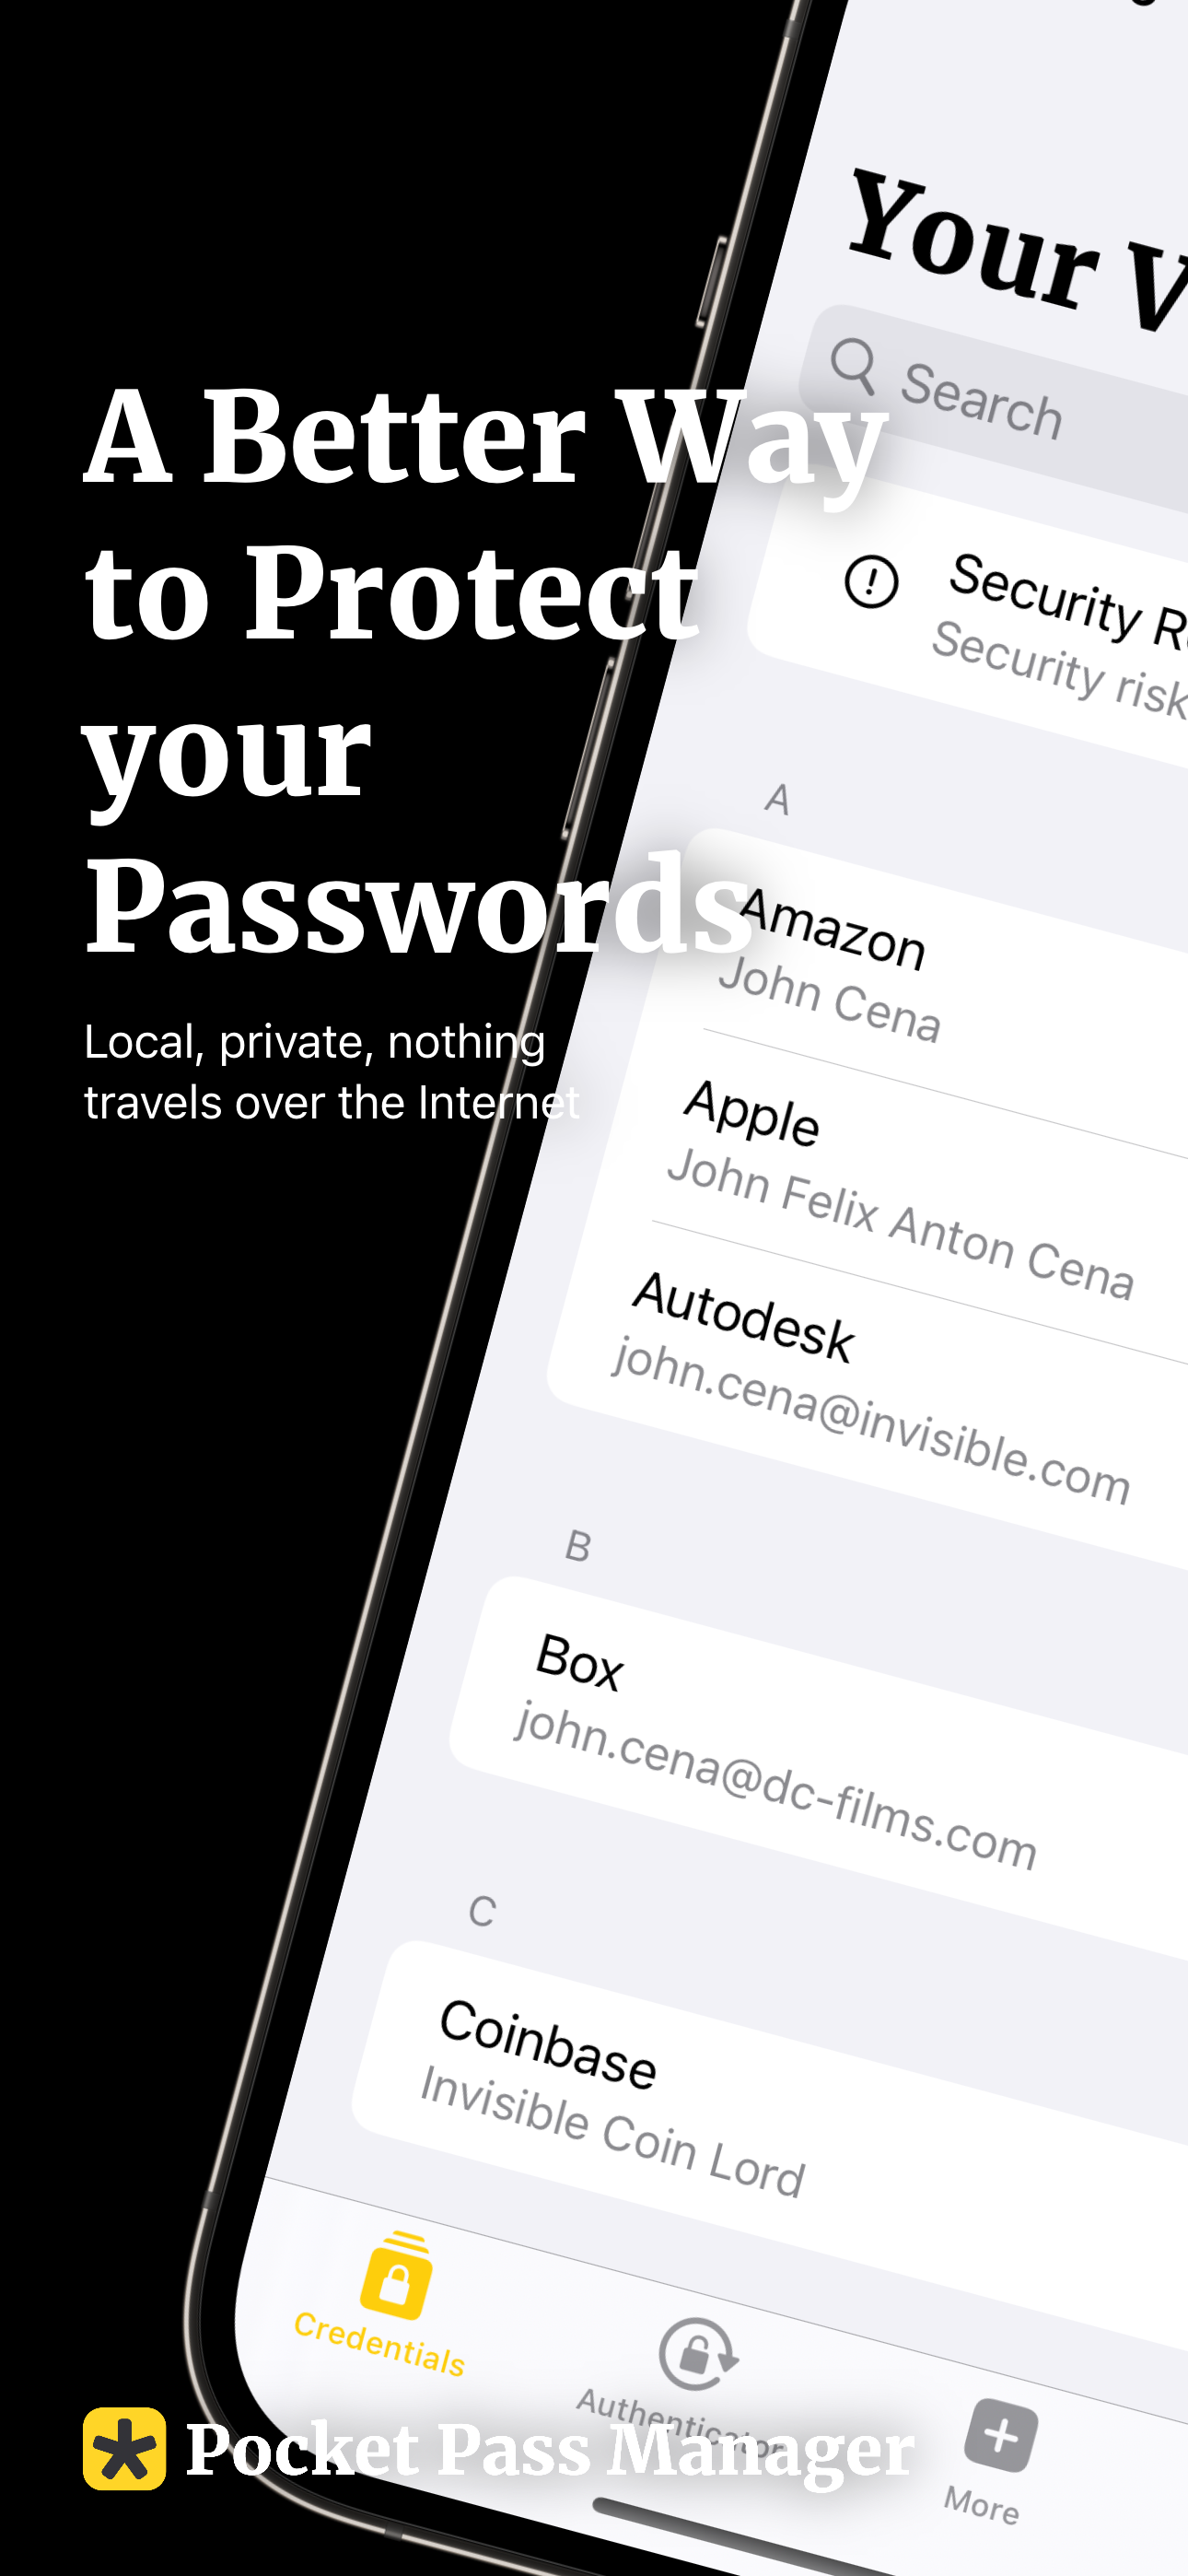 Your
Search
Security
Security risk
A Better Way
to Protect
your
Passwords
Local, private, nothing
travels over the Internet
A
Amazon
John Cena
Apple
John Felix Anton Cena
Autodesk
john.cena@invisible.com
B
Box
john.cena@dc-films.com
C
Coinbase
Invisible Coin Lord
Credentials
Authenticator
More
Pocket Pass Manager